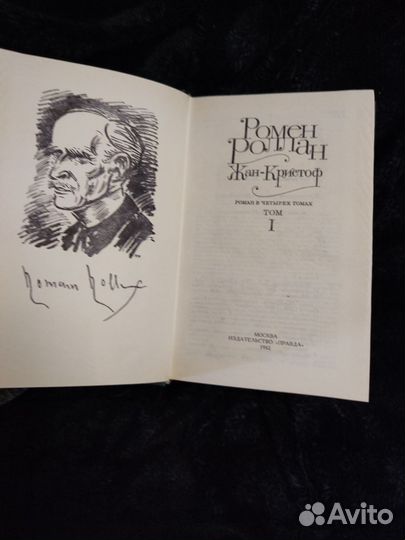 Romain Rolland
Ромен
Роллан
Жан-Кристоф
РОМАН В ЧЕТЫРЕХ ТОМАХ
ТОМ
I
МОСКВА
ИЗДАТЕЛЬСТВО «ПРАВДА»
1982
Avito